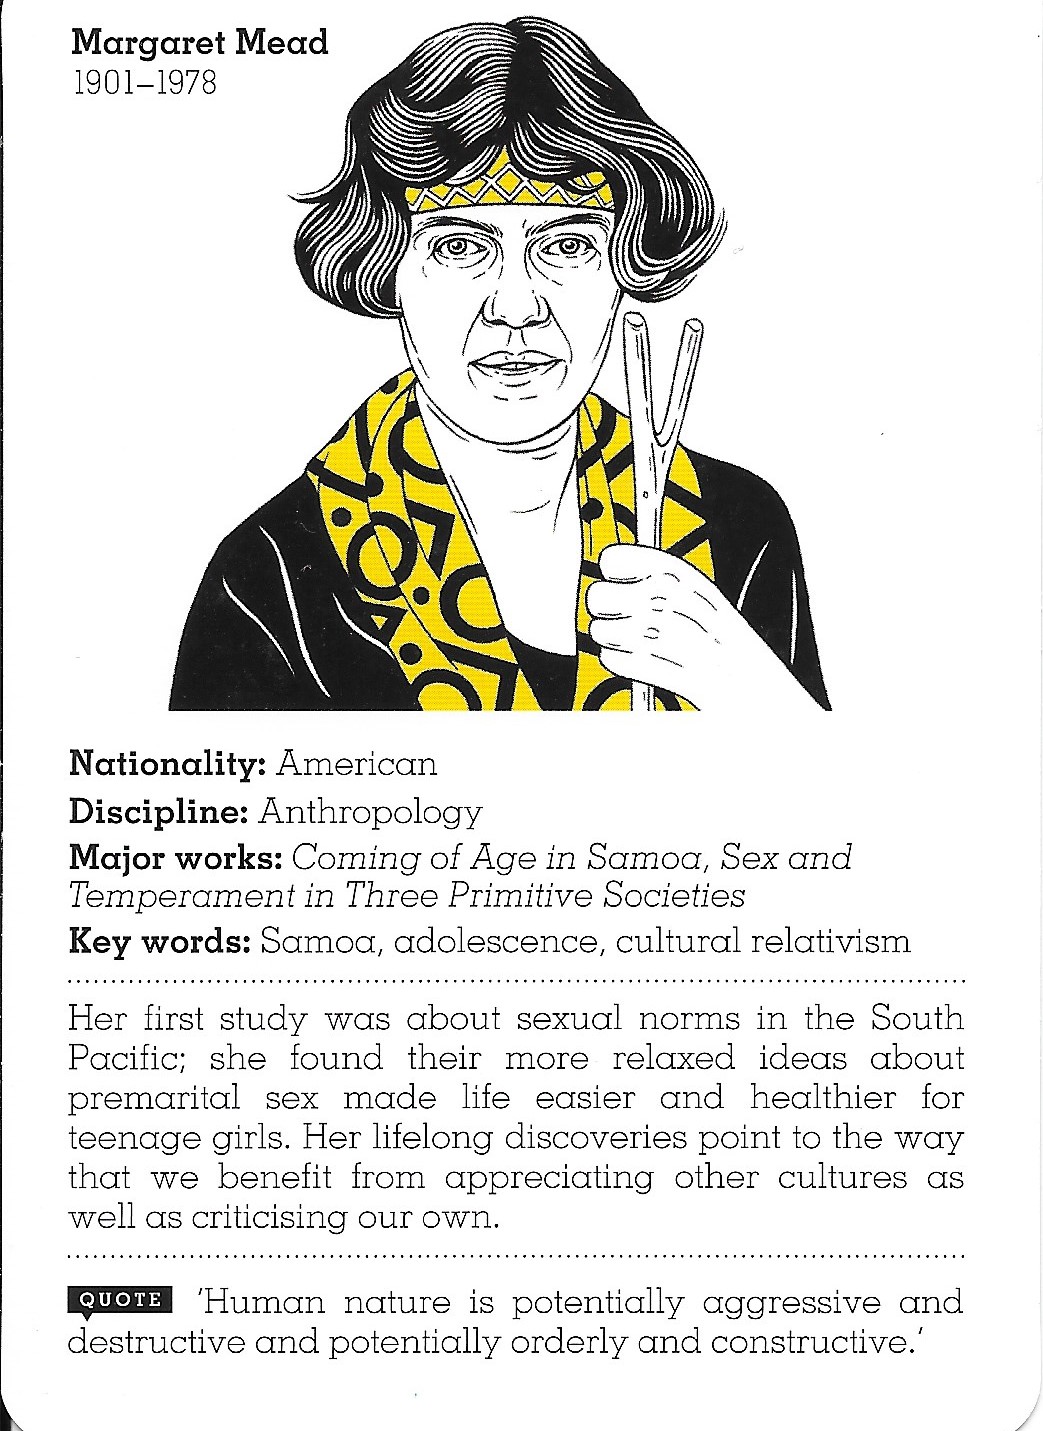 Margaret Mead
1901–1978
Nationality: American
Discipline: Anthropology
Major works: Coming of Age in Samoa, Sex and
Temperament in Three Primitive Societies
Key words: Samoa, adolescence, cultural relativism
Her first study was about sexual norms in the South
Pacific; she found their more relaxed ideas about
premarital sex made life easier and healthier for
teenage girls. Her lifelong discoveries point to the way
that we benefit from appreciating other cultures as
well as criticising our own.
QUOTE 'Human nature is potentially aggressive and
destructive and potentially orderly and constructive.'